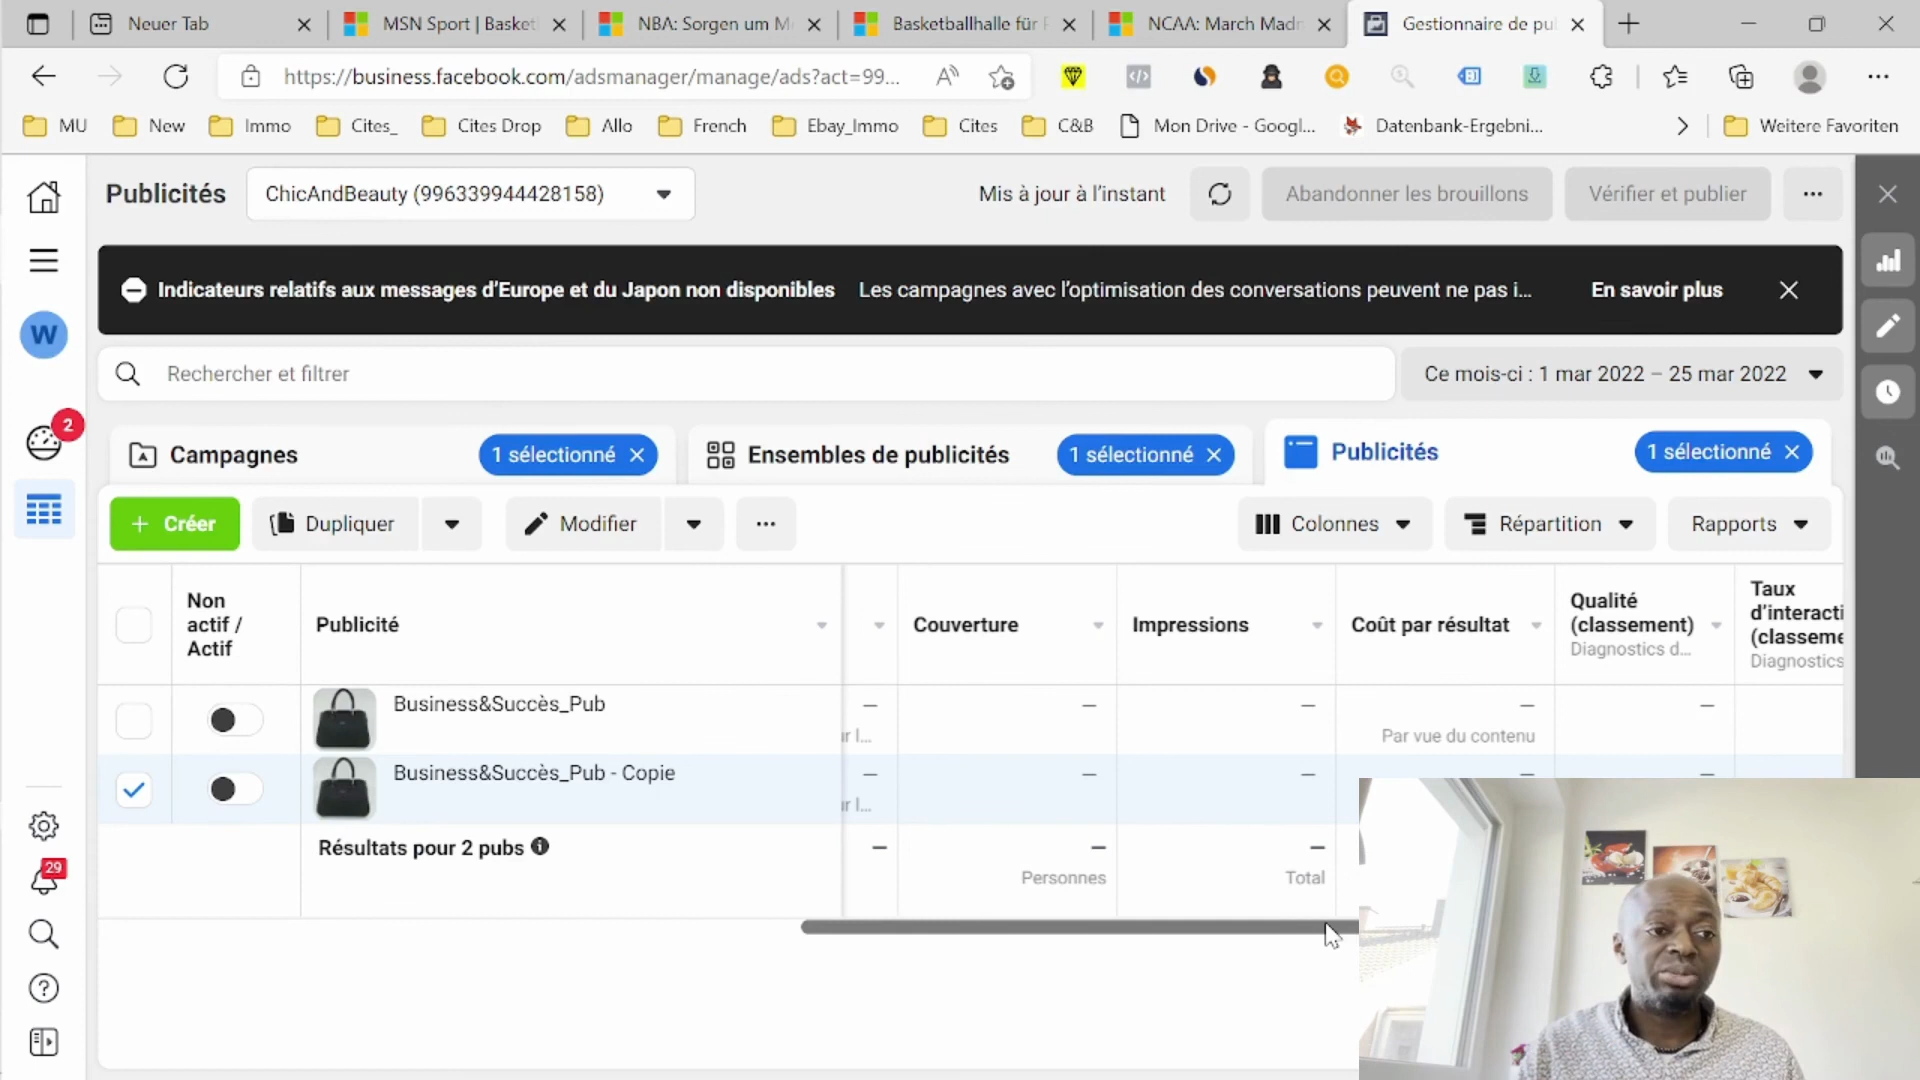 Neuer Tab
MSN Sport | Basket
NBA: Sorgen um M
Basketballhalle für
NCAA: March Madn
Gestionnaire de pub
https://business.facebook.com/adsmanager/manage/ads?act=99...
MU
New
Immo
Cites_
Cites Drop
Allo
French
Ebay_Immo
Cites
C&B
Mon Drive - Googl...
Datenbank-Ergebni...
Weitere Favoriten
Publicités
ChicAndBeauty (996339944428158)
Mis à jour à l’instant
Abandonner les brouillons
Vérifier et publier
Indicateurs relatifs aux messages d’Europe et du Japon non disponibles
Les campagnes avec l’optimisation des conversations peuvent ne pas i...
En savoir plus
W
Rechercher et filtrer
Ce mois-ci : 1 mar 2022 – 25 mar 2022
2
Campagnes
1 sélectionné
Ensembles de publicités
1 sélectionné
Publicités
1 sélectionné
+ Créer
Dupliquer
Modifier
Colonnes
Répartition
Rapports
Non
actif /
Actif
Publicité
Couverture
Impressions
Coût par résultat
Qualité
(classement)
Diagnostics d...
Taux
d’interacti
(classeme
Diagnostics
Business&Succès_Pub
—
ur l...
—
—
—
Par vue du contenu
—
Business&Succès_Pub - Copie
—
ur l...
—
—
—
—
Résultats pour 2 pubs
—
—
Personnes
—
Total
29